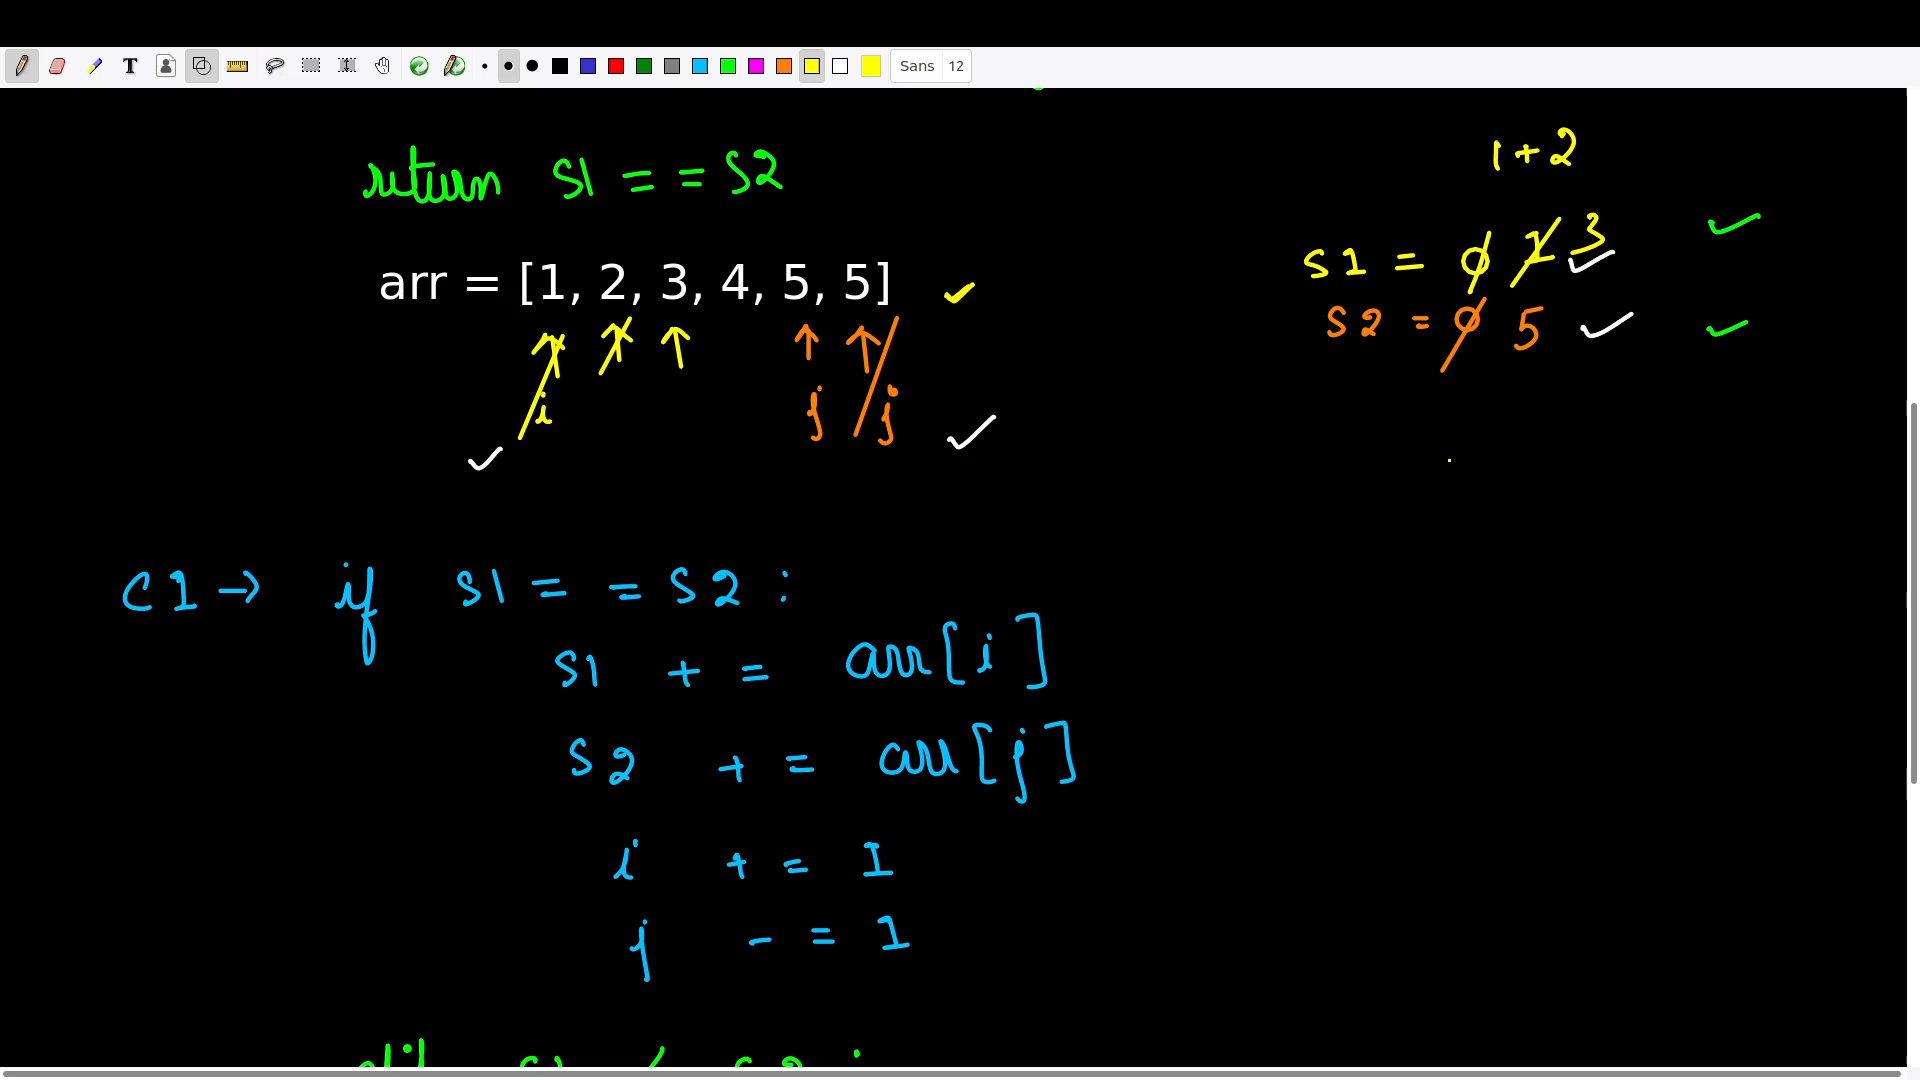 T Sans 12
1 + 2
return S1 = = S2
S1 = 0 1 3
arr = [1, 2, 3, 4, 5, 5]
S2 = 0 5
i j j
C1 → if S1 = = S2 :
S1 + = arr[i]
S2 + = arr[j]
i + = 1
j - = 1